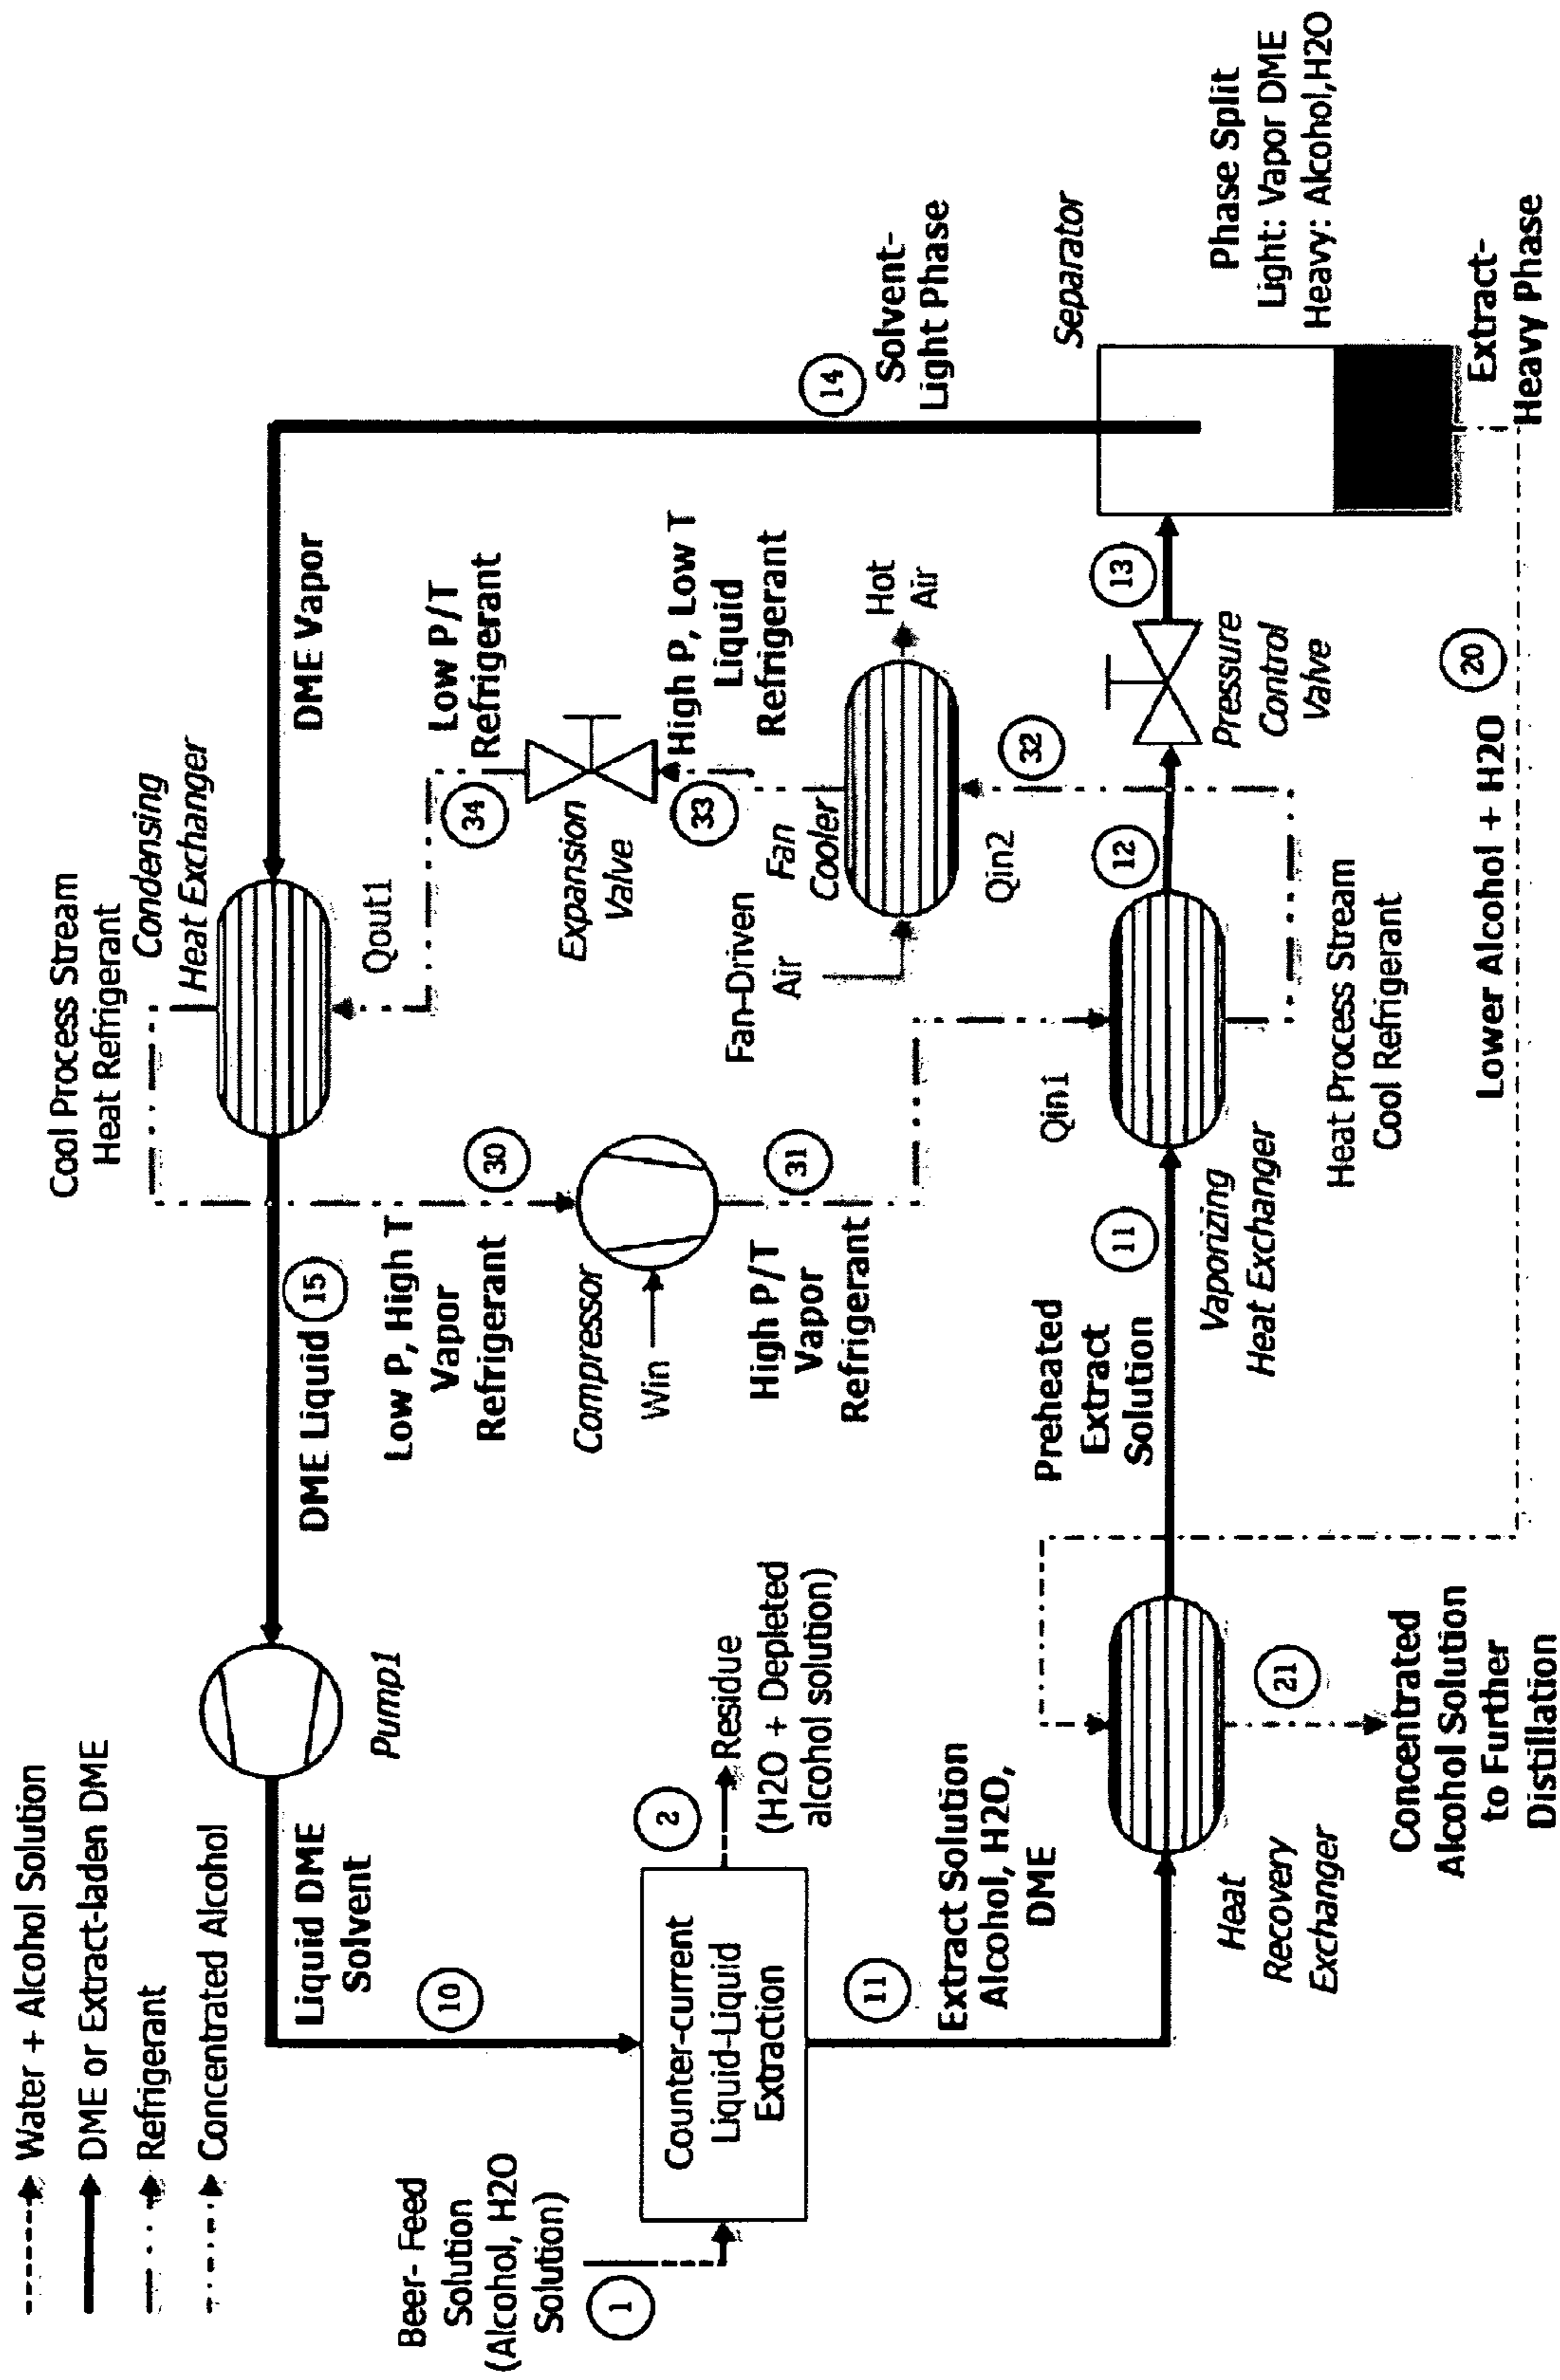 Water + Alcohol Solution
DME or Extract-laden DME
Refrigerant
Concentrated Alcohol
Cool Process Stream
Heat Refrigerant
Condensing
Heat Exchanger
DME Vapor
DME Liquid
15
Pump1
Liquid DME
Solvent
10
Qout1
Low P/T
Refrigerant
34
Expansion
Valve
33
High P, Low T
Liquid
Refrigerant
Low P, High T
Vapor
Refrigerant
30
Compressor
Win
31
High P/T
Vapor
Refrigerant
Fan-Driven
Air
Fan
Cooler
Hot
Air
Qin2
32
14
Solvent-
Light Phase
Beer- Feed
Solution
(Alcohol, H2O
Solution)
1
Counter-current
Liquid-Liquid
Extraction
2
Residue
(H2O + Depleted
alcohol solution)
11
Extract Solution
Alcohol, H2O,
DME
Heat
Recovery
Exchanger
21
Concentrated
Alcohol Solution
to Further
Distillation
Preheated
Extract
Solution
11
Vaporizing
Heat Exchanger
Qin1
Heat Process Stream
Cool Refrigerant
12
Pressure
Control
Valve
13
Separator
Phase Split
Light: Vapor DME
Heavy: Alcohol,H2O
Extract-
Heavy Phase
20
Lower Alcohol + H2O